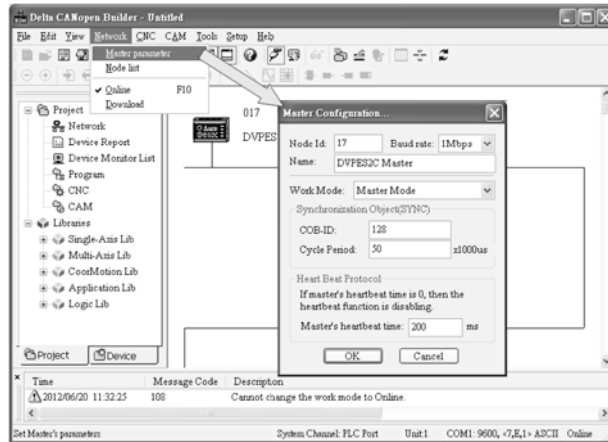 Delta CANopen Builder - Untitled
File Edit View Network CNC CAM Tools Setup Help
Master parameter
Node list
Online F10
Download
Project
Network
Device Report
Device Monitor List
Program
CNC
CAM
Libraries
Single-Axis Lib
Multi-Axis Lib
CoorMotion Lib
Application Lib
Logic Lib
Project Device
017
DVPES
Master Configuration...
Node Id: 17 Baud rate: 1Mbps
Name: DVPES2C Master
Work Mode: Master Mode
Synchronization Object(SYNC)
COB-ID: 128
Cycle Period: 50 x1000us
Heart Beat Protocol
If master's heartbeat time is 0, then the
heartbeat function is disabling.
Master's heartbeat time: 200 ms
OK Cancel
Time Message Code Description
2012/06/20 11:32:25 108 Cannot change the work mode to Online.
Set Master's parameters System Channel: PLC Port Unit:1 COM1: 9600, <7,E,1> ASCII Online